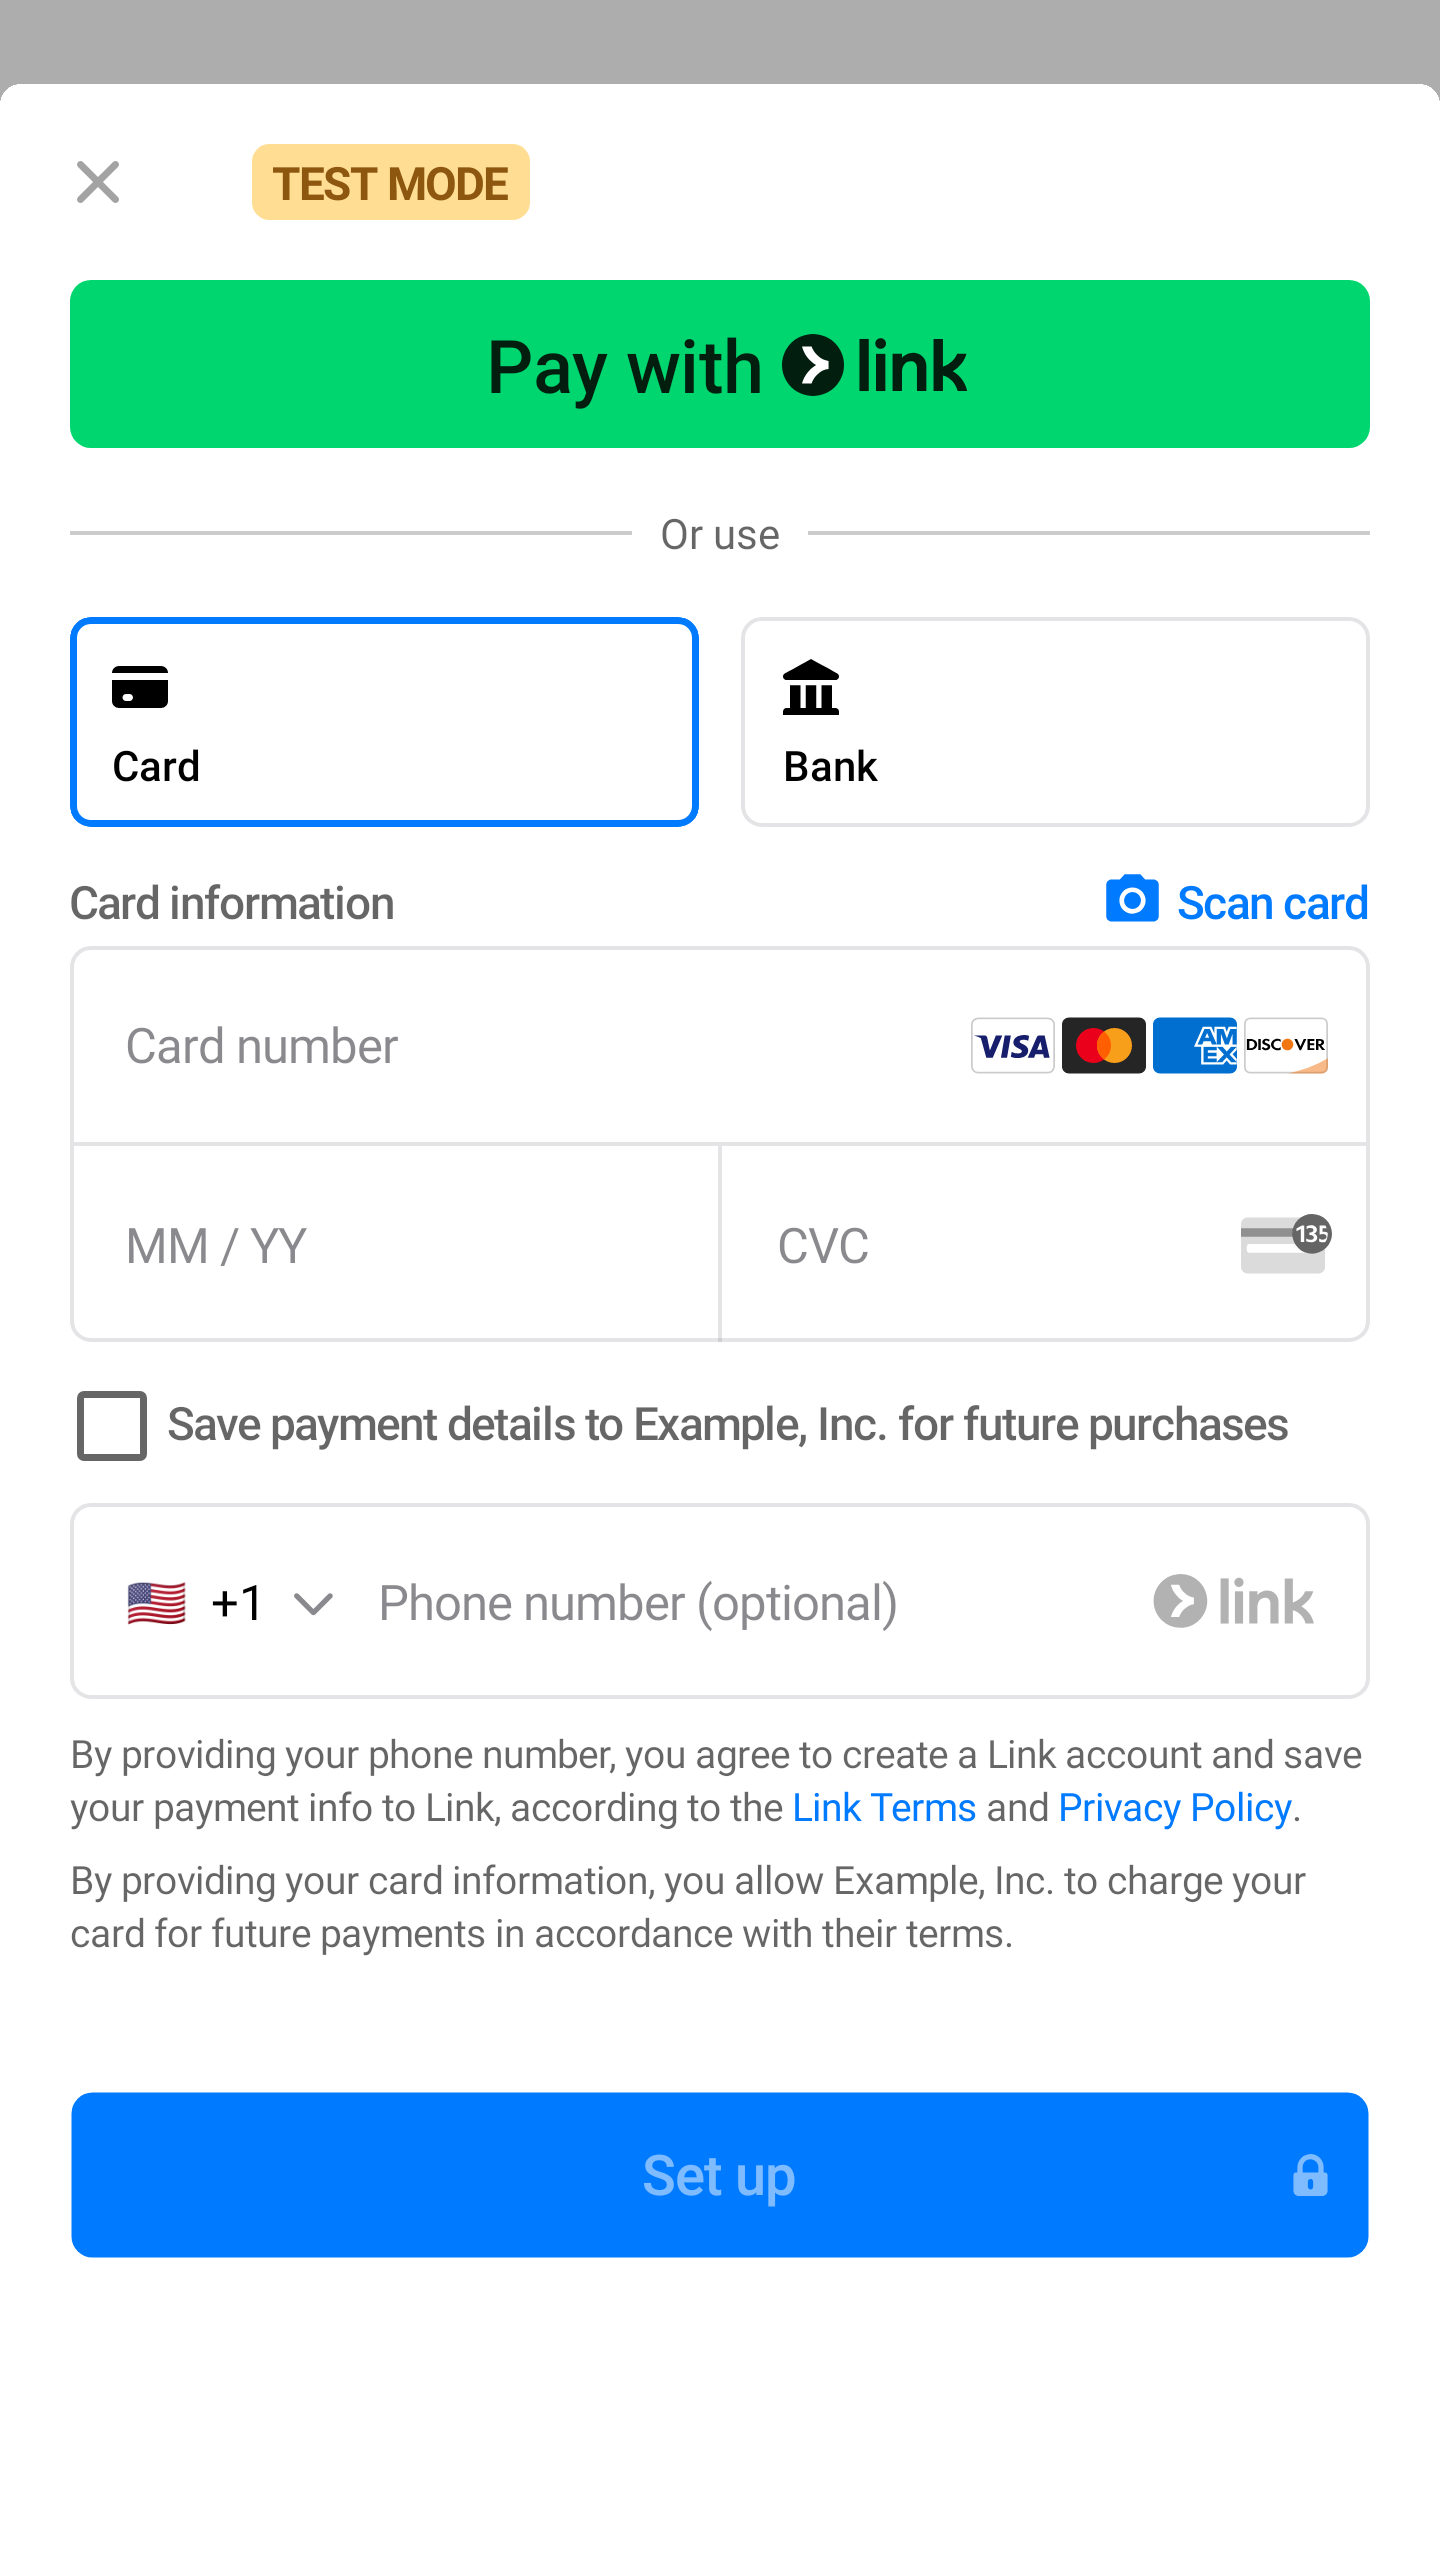 TEST MODE
Pay with link
Or use
Card
Bank
Card information
Scan card
Card number
VISA
AM
EX
DISCOVER
MM / YY
CVC
135
Save payment details to Example, Inc. for future purchases
+1
Phone number (optional)
link
By providing your phone number, you agree to create a Link account and save
your payment info to Link, according to the Link Terms and Privacy Policy.
By providing your card information, you allow Example, Inc. to charge your
card for future payments in accordance with their terms.
Set up